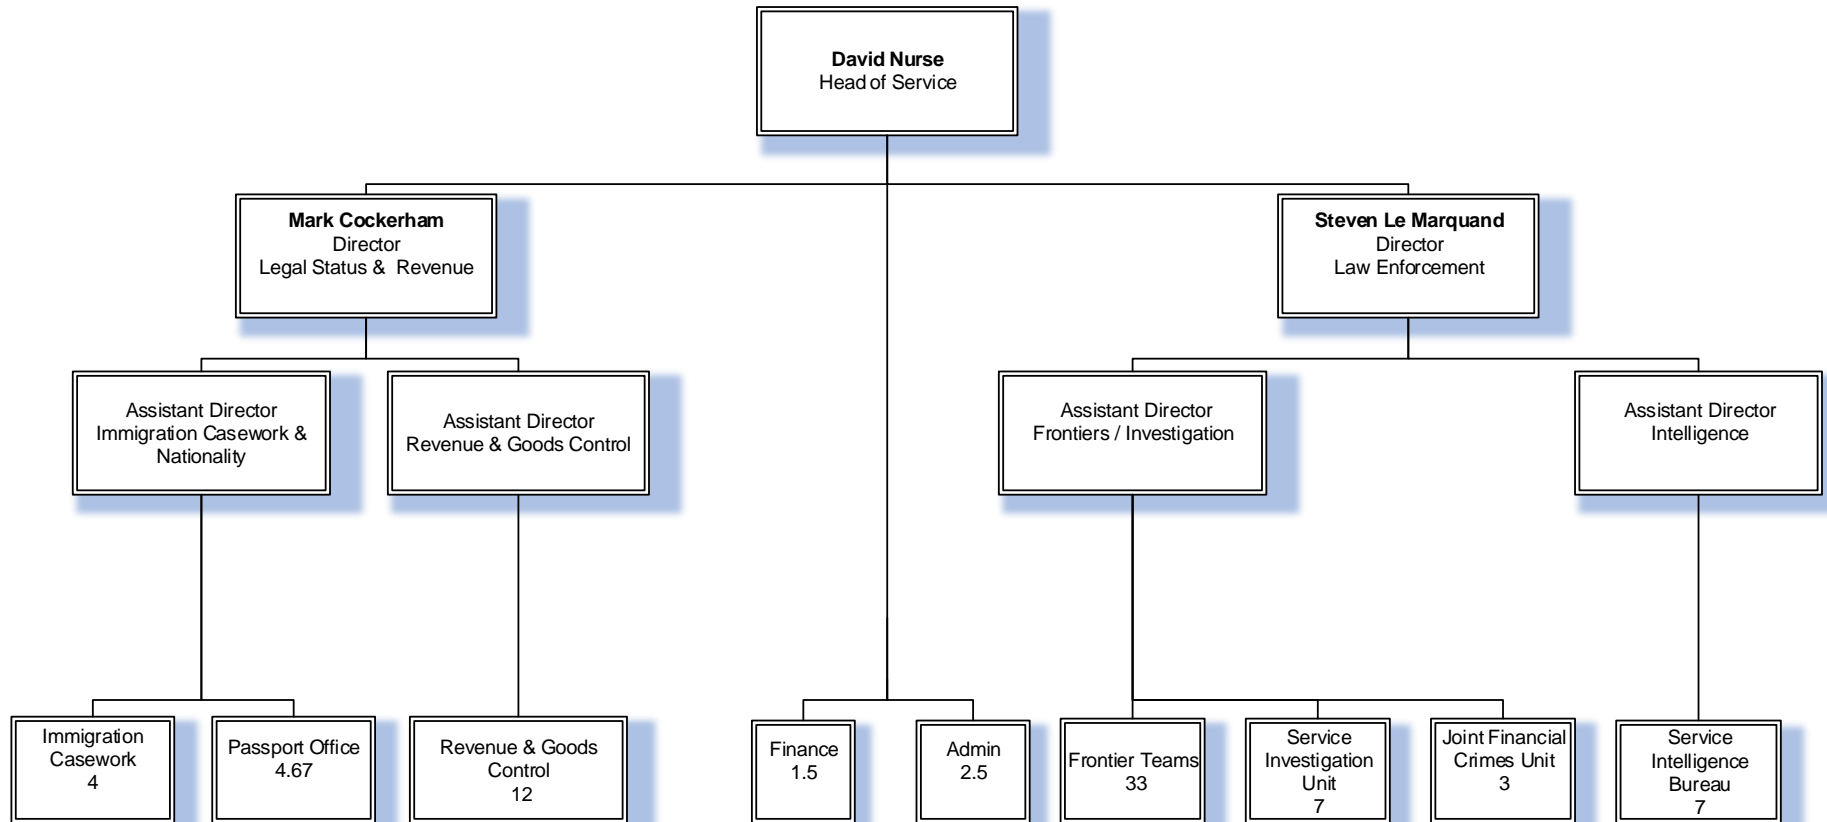 David Nurse
Head of Service
Mark Cockerham
Director
Legal Status & Revenue
Steven Le Marquand
Director
Law Enforcement
Assistant Director
Immigration Casework &
Nationality
Assistant Director
Revenue & Goods Control
Assistant Director
Frontiers / Investigation
Assistant Director
Intelligence
Immigration
Casework
4
Passport Office
4.67
Revenue & Goods
Control
12
Finance
1.5
Admin
2.5
Frontier Teams
33
Service
Investigation
Unit
7
Joint Financial
Crimes Unit
3
Service
Intelligence
Bureau
7